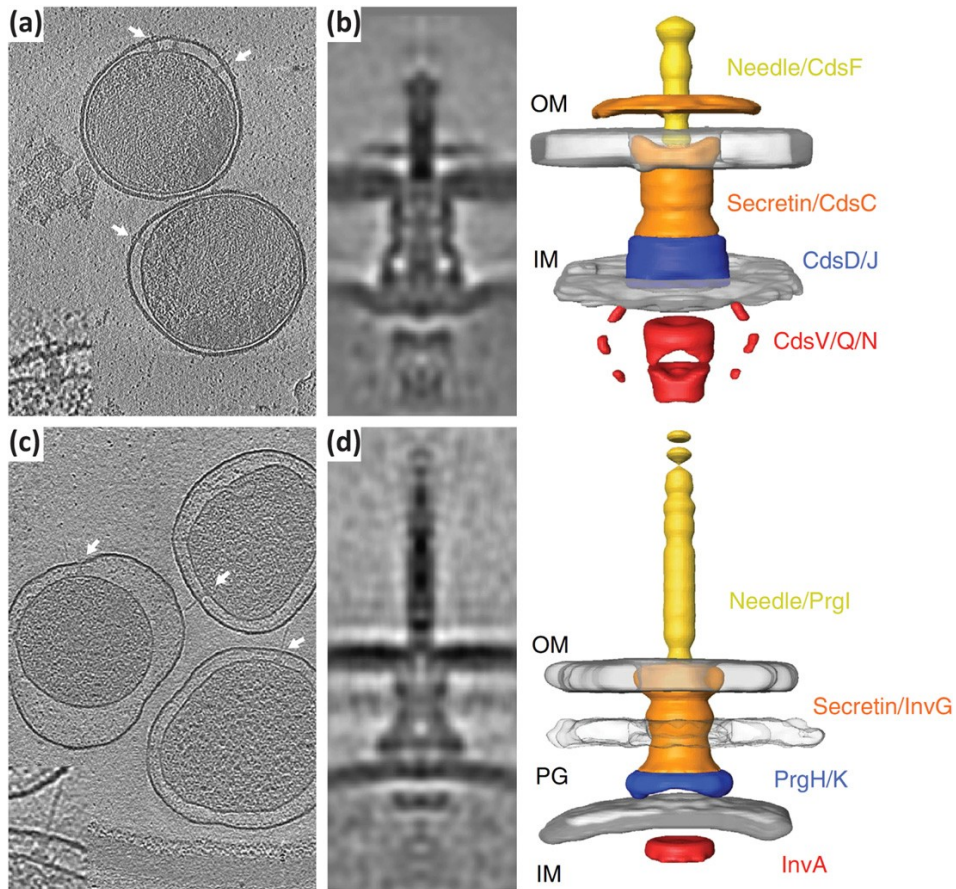 (a)
(b)
Needle/CdsF
OM
Secretin/CdsC
IM
CdsD/J
CdsV/Q/N
(c)
(d)
Needle/PrgI
OM
Secretin/InvG
PG
PrgH/K
IM
InvA